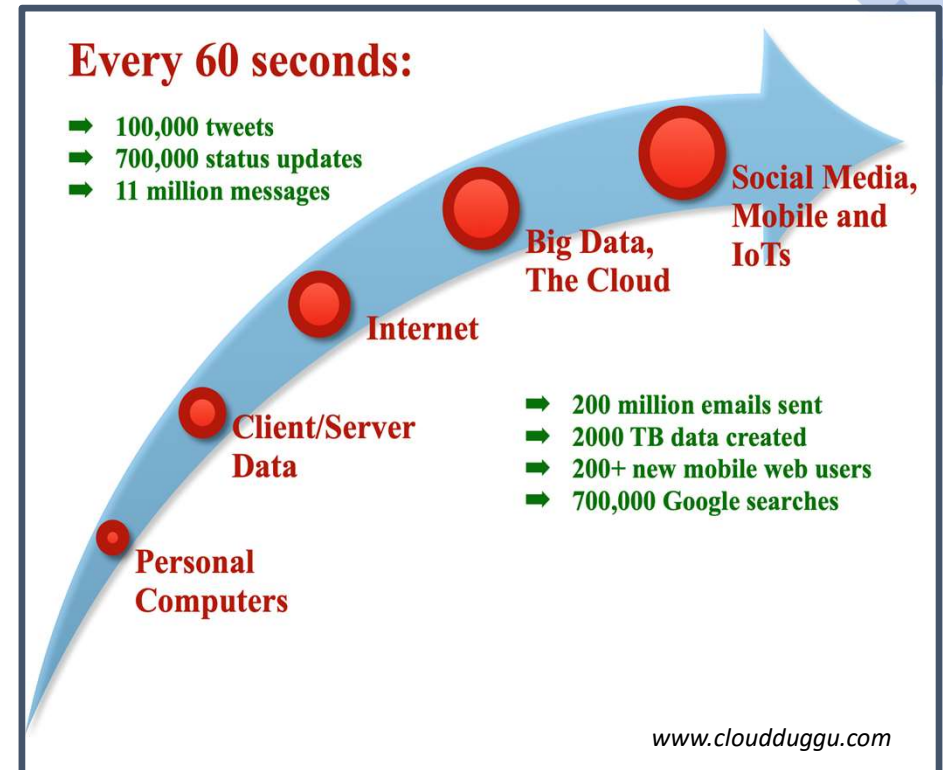 Every 60 seconds:
➡ 100,000 tweets
➡ 700,000 status updates
➡ 11 million messages
Social Media,
Mobile and
IoTs
Big Data,
The Cloud
Internet
Client/Server
Data
➡ 200 million emails sent
➡ 2000 TB data created
➡ 200+ new mobile web users
➡ 700,000 Google searches
Personal
Computers
www.cloudduggu.com